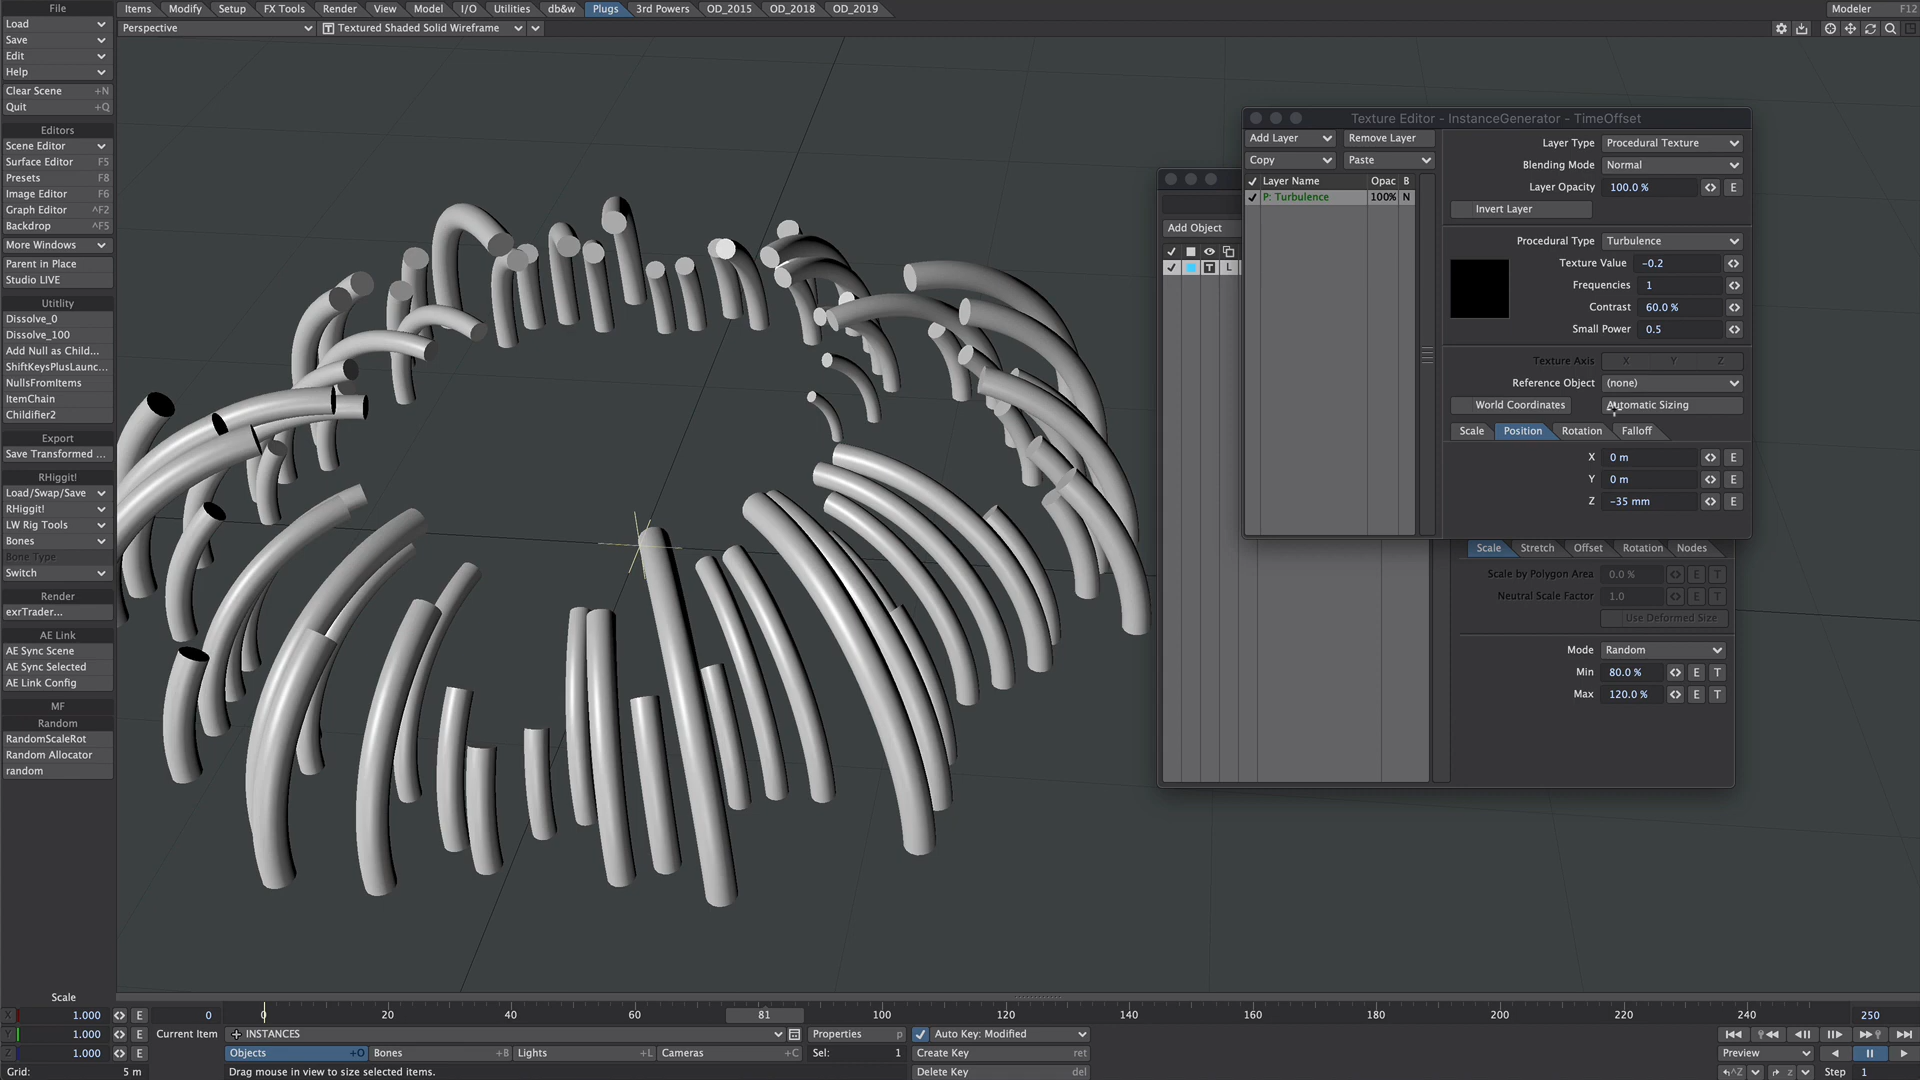 File
Load
Save
Edit
Help
Clear Scene +N
Quit +Q
Editors
Scene Editor
Surface Editor F5
Presets F8
Image Editor F6
Graph Editor ^F2
Backdrop ^F5
More Windows
Parent in Place
Studio LIVE
Utitlity
Dissolve_0
Dissolve_100
Add Null as Child...
ShiftKeysPlusLaunc...
NullsFromItems
ItemChain
Childifier2
Export
Save Transformed ...
RHiggit!
Load/Swap/Save
RHiggit!
LW Rig Tools
Bones
Bone Type
Switch
Render
exrTrader...
AE Link
AE Sync Scene
AE Sync Selected
AE Link Config
MF
Random
RandomScaleRot
Random Allocator
random
Items Modify Setup FX Tools Render View Model I/O Utilities db&w Plugs 3rd Powers OD_2015 OD_2018 OD_2019 Modeler F12
Perspective Textured Shaded Solid Wireframe
Texture Editor - InstanceGenerator - TimeOffset
Add Layer Remove Layer
Copy Paste
Layer Name Opac B
P: Turbulence 100% N
Layer Type Procedural Texture
Blending Mode Normal
Layer Opacity 100.0 % E
Invert Layer
Procedural Type Turbulence
Texture Value -0.2
Frequencies 1
Contrast 60.0 %
Small Power 0.5
Texture Axis X Y Z
Reference Object (none)
World Coordinates Automatic Sizing
Scale Position Rotation Falloff
X 0 m E
Y 0 m E
Z -35 mm E
Add Object
T L
Scale Stretch Offset Rotation Nodes
Scale by Polygon Area 0.0 % E T
Neutral Scale Factor 1.0 E T
Use Deformed Size
Mode Random
Min 80.0 % E T
Max 120.0 % E T
Scale
X 1.000 E 0
Y 1.000 E
Z 1.000 E
Grid: 5 m
0 20 40 60 81 100 120 140 160 180 200 220 240 250
Current Item INSTANCES Properties p Auto Key: Modified
Objects +O Bones +B Lights +L Cameras +C Sel: 1 Create Key ret
Drag mouse in view to size selected items. Delete Key del
Preview
^Z z Step 1